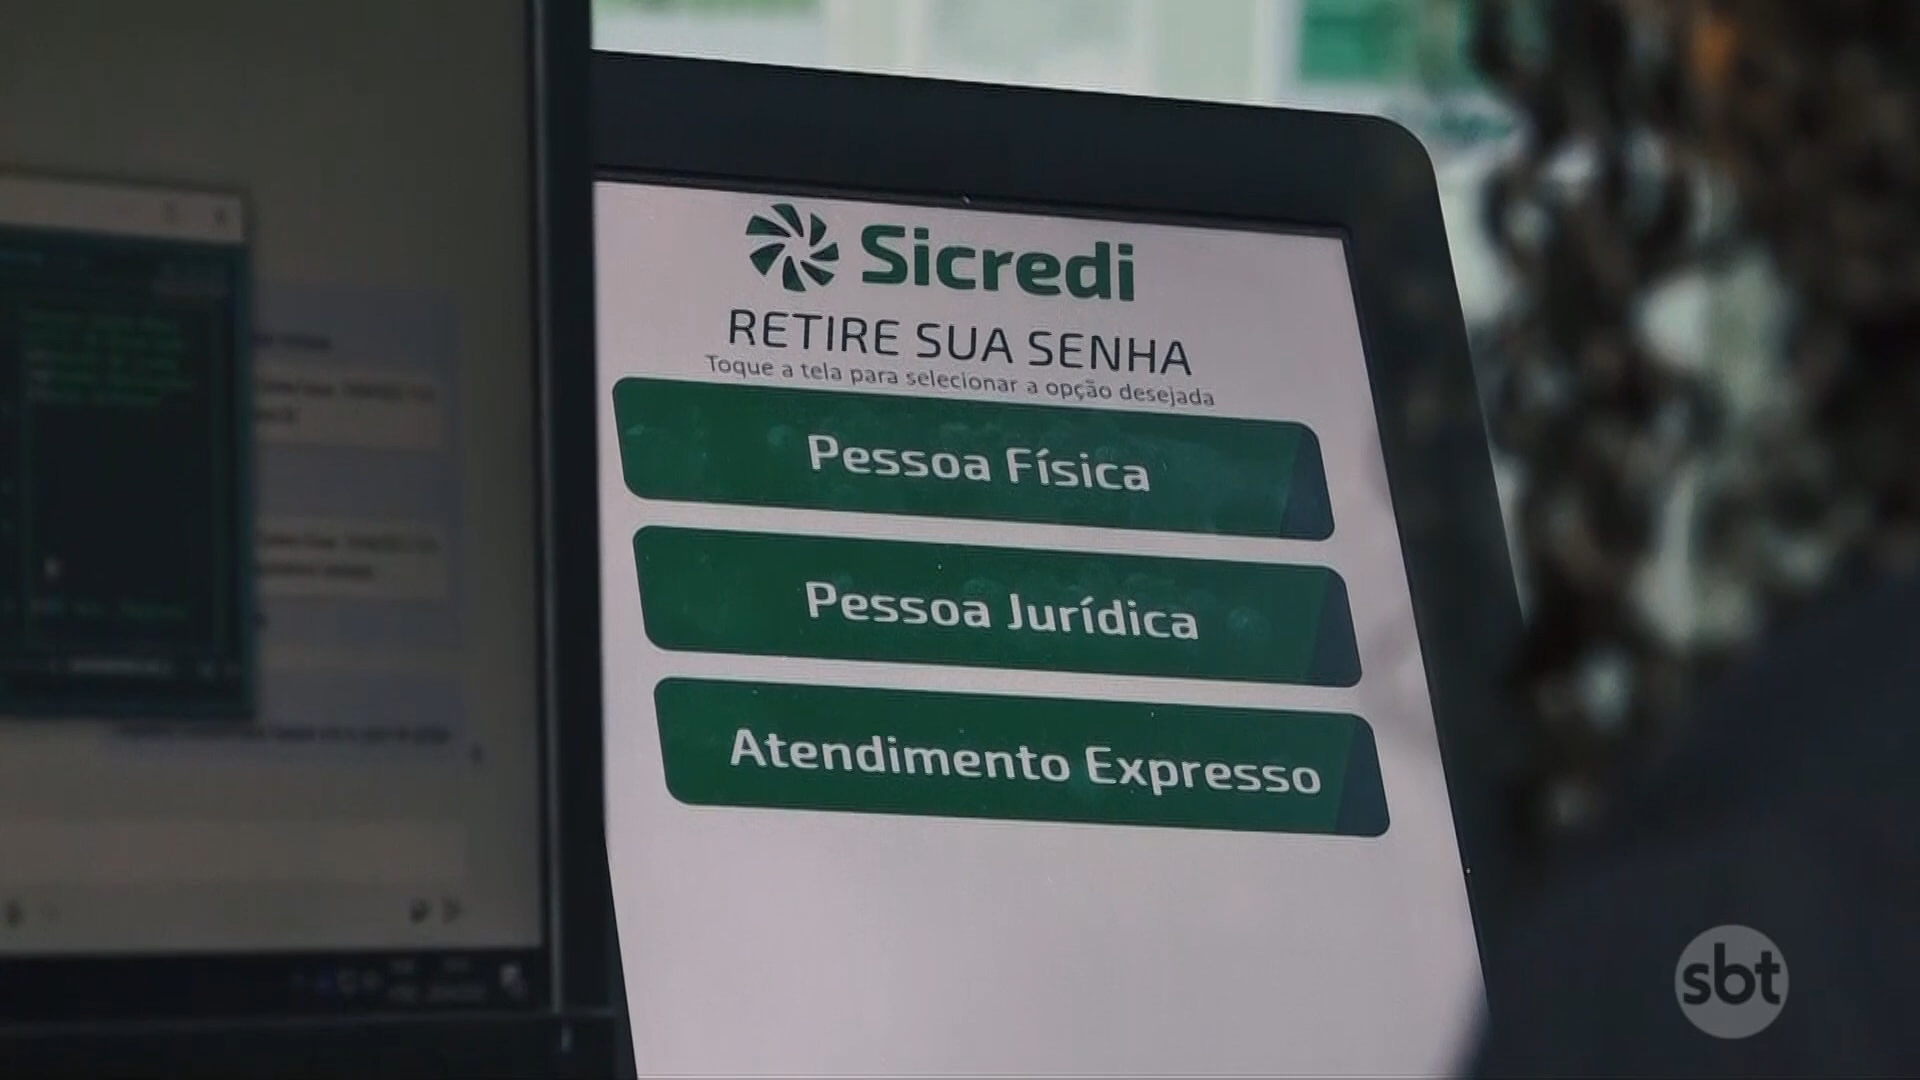 Sicredi
RETIRE SUA SENHA
Toque a tela para selecionar a opção desejada
Pessoa Física
Pessoa Jurídica
Atendimento Expresso
sbt